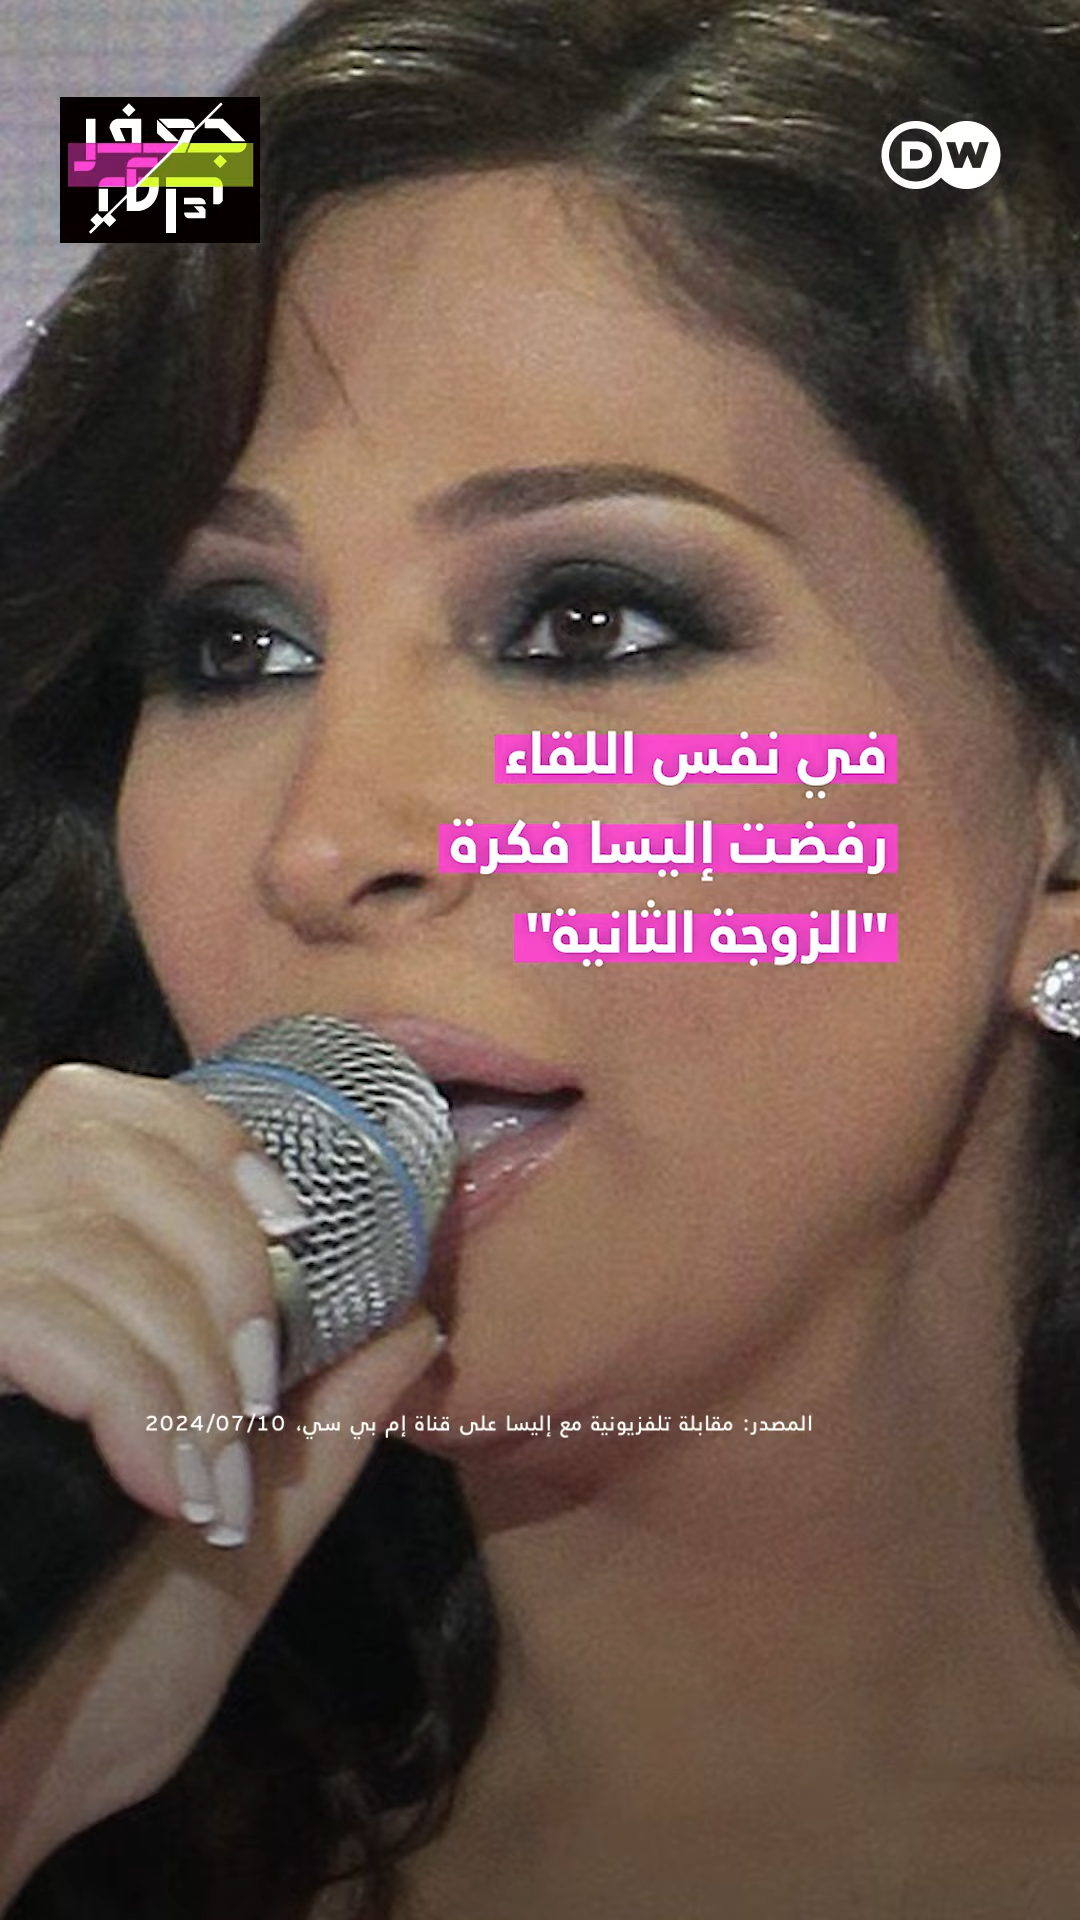 جعفر
توك
DW
في نفس اللقاء
رفضت إليسا فكرة
"الزوجة الثانية"
المصدر: مقابلة تلفزيونية مع إليسا على قناة إم بي سي، 2024/07/10